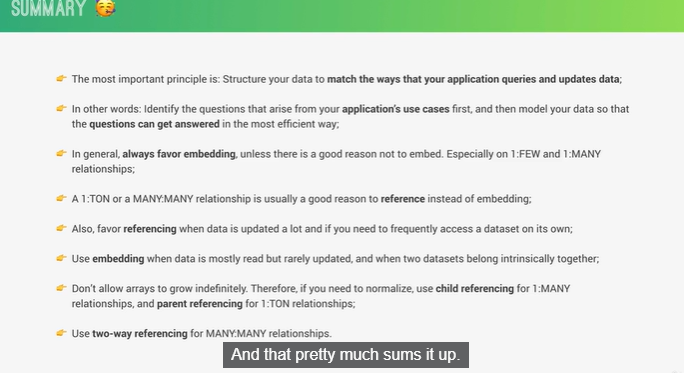 SUMMARY 🥳
👉 The most important principle is: Structure your data to match the ways that your application queries and updates data;
👉 In other words: Identify the questions that arise from your application's use cases first, and then model your data so that
the questions can get answered in the most efficient way;
👉 In general, always favor embedding, unless there is a good reason not to embed. Especially on 1:FEW and 1:MANY
relationships;
👉 A 1:TON or a MANY:MANY relationship is usually a good reason to reference instead of embedding;
👉 Also, favor referencing when data is updated a lot and if you need to frequently access a dataset on its own;
👉 Use embedding when data is mostly read but rarely updated, and when two datasets belong intrinsically together;
👉 Don't allow arrays to grow indefinitely. Therefore, if you need to normalize, use child referencing for 1:MANY
relationships, and parent referencing for 1:TON relationships;
👉 Use two-way referencing for MANY:MANY relationships.
And that pretty much sums it up.